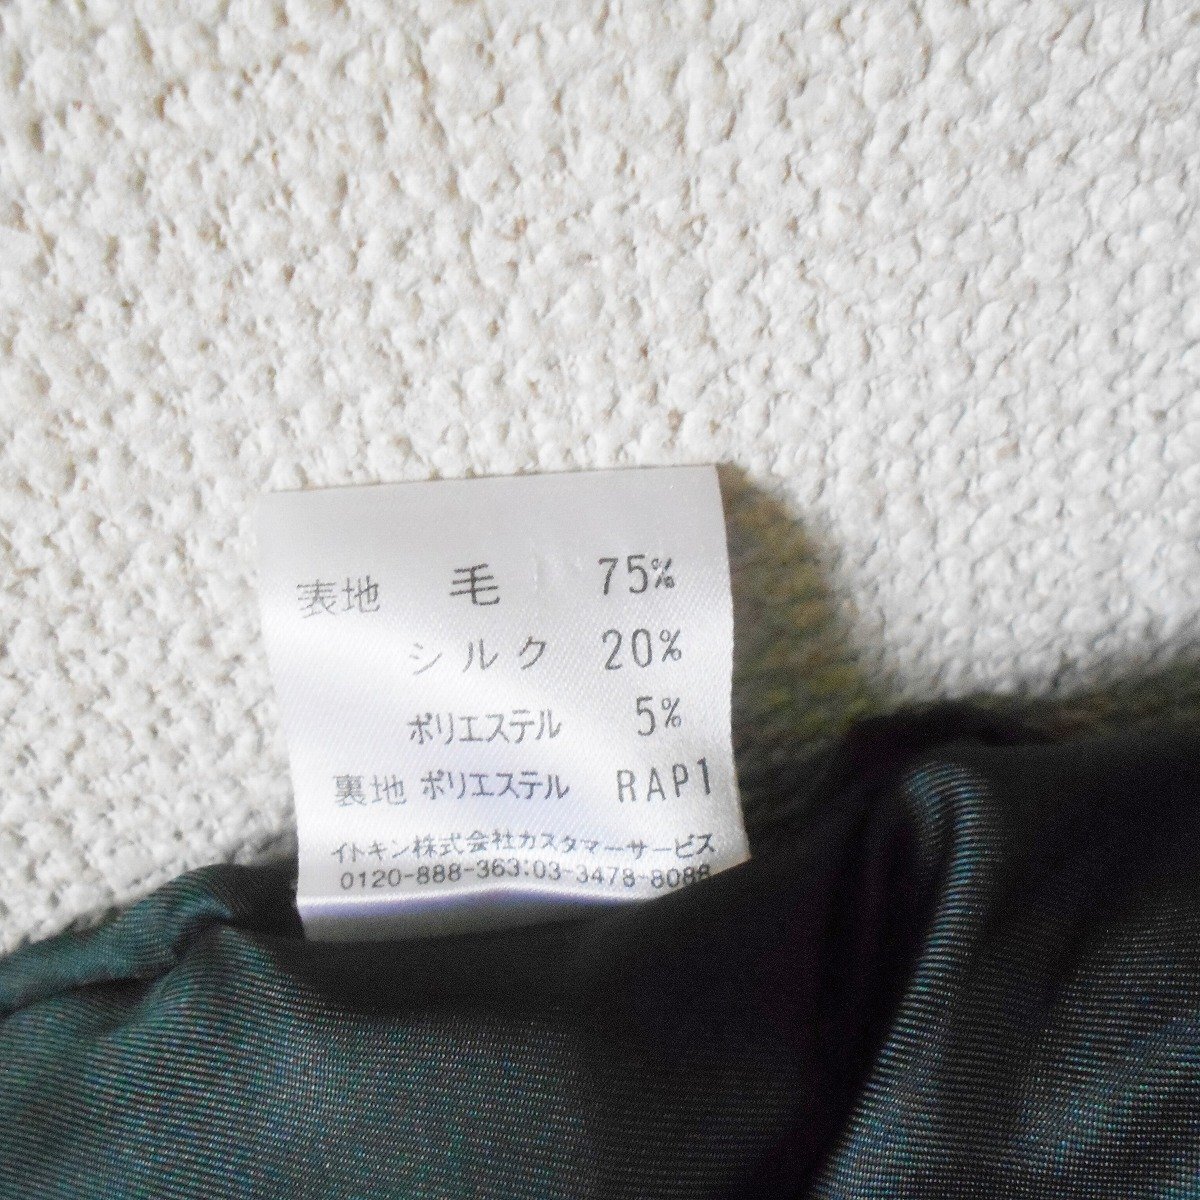 表地 毛 75%
シルク 20%
ポリエステル 5%
裏地 ポリエステル RAP1
イトキン株式会社カスタマーサービス
0120-888-363:03-3478-8088